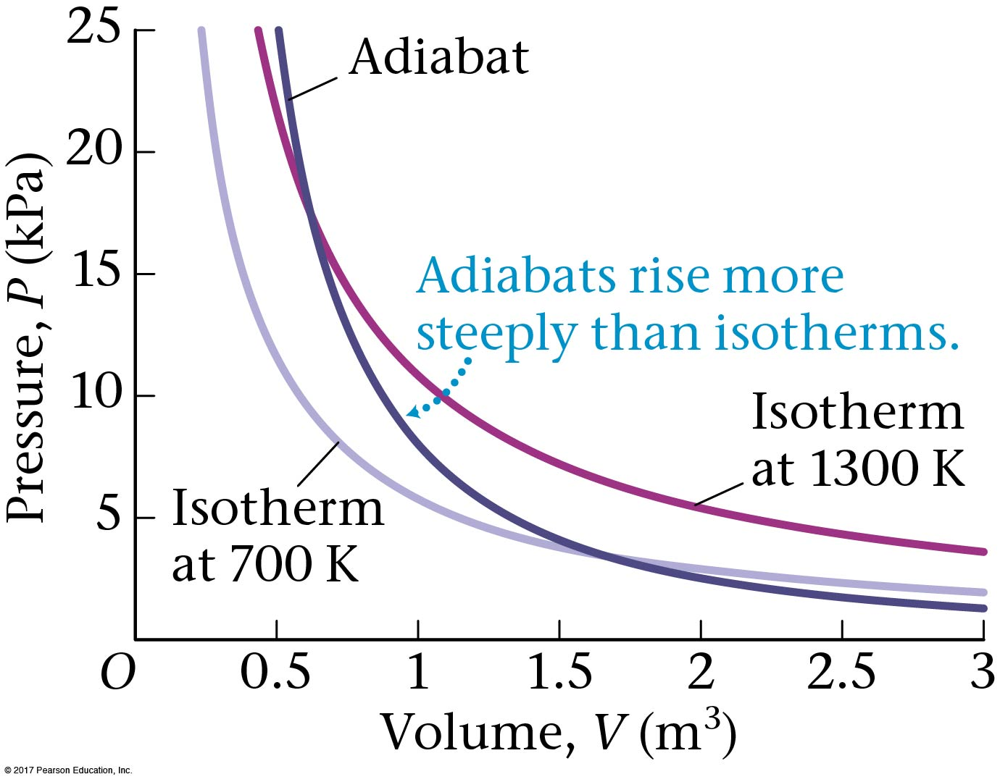 25
Adiabat
20
Pressure, P (kPa)
15
Adiabats rise more
steeply than isotherms.
10
Isotherm
at 1300 K
Isotherm
at 700 K
5
O 0.5 1 1.5 2 2.5 3
Volume, V (m³)
© 2017 Pearson Education, Inc.